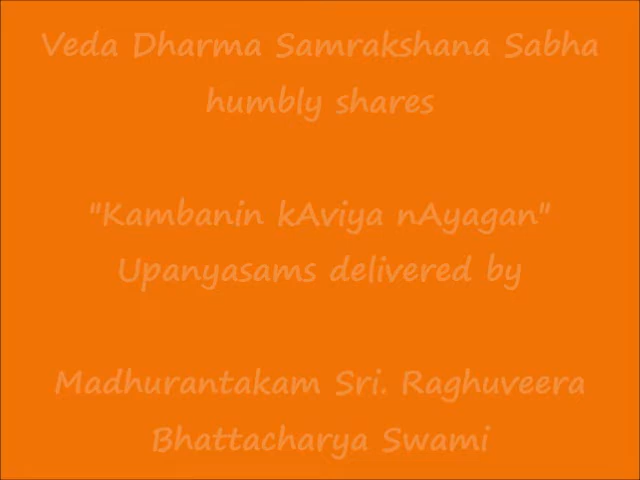 Veda Dharma Samrakshana Sabha
humbly shares
"Kambanin kAviya nAyagan"
Upanyasams delivered by
Madhurantakam Sri. Raghuveera
Bhattacharya Swami